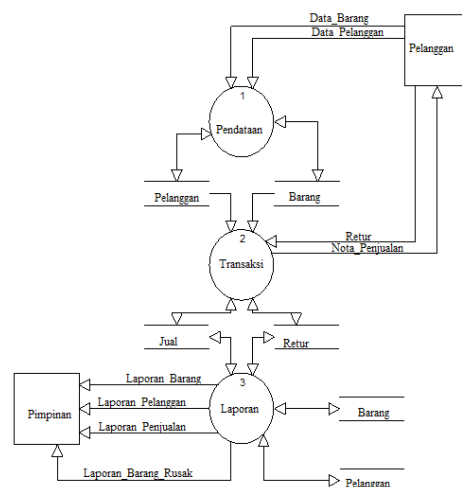 Data_Barang
Data_Pelanggan
Pelanggan
1
Pendataan
Pelanggan
Barang
Retur
Nota_Penjualan
2
Transaksi
Jual
Retur
3
Laporan
Laporan_Barang
Laporan_Pelanggan
Laporan_Penjualan
Pimpinan
Barang
Laporan_Barang_Rusak
Pelanggan